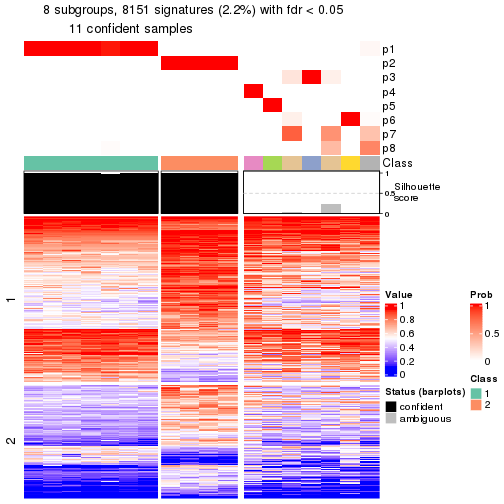 8 subgroups, 8151 signatures (2.2%) with fdr < 0.05
11 confident samples
p1
p2
p3
p4
p5
p6
p7
p8
Class
1
0.5
0
Silhouette
score
1
2
Value
1
0.8
0.6
0.4
0.2
0
Prob
1
0.5
0
Status (barplots)
confident
ambiguous
Class
1
2